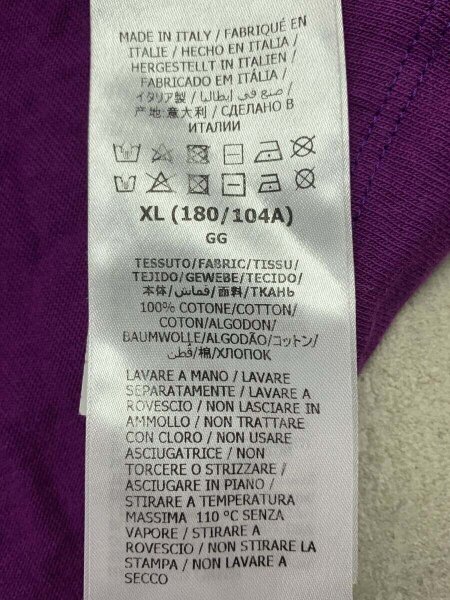 MADE IN ITALY / FABRIQUÉ EN
ITALIE / HECHO EN ITALIA /
HERGESTELLT IN ITALIEN /
FABRICADO EM ITÁLIA /
イタリア製 / صنع في إيطاليا /
产地:意大利 / СДЕЛАНО В
ИТАЛИИ
XL (180/104A)
GG
TESSUTO/FABRIC/TISSU/
TEJIDO/GEWEBE/TECIDO/
本体/قماش/面料/ТКАНЬ
100% COTONE/COTTON/
COTON/ALGODON/
BAUMWOLLE/ALGODÃO/コットン/
قطن/棉/ХЛОПОК
LAVARE A MANO / LAVARE
SEPARATAMENTE / LAVARE A
ROVESCIO / NON LASCIARE IN
AMMOLLO / NON TRATTARE
CON CLORO / NON USARE
ASCIUGATRICE / NON
TORCERE O STRIZZARE /
ASCIUGARE IN PIANO /
STIRARE A TEMPERATURA
MASSIMA 110 °C SENZA
VAPORE / STIRARE A
ROVESCIO / NON STIRARE LA
STAMPA / NON LAVARE A
SECCO